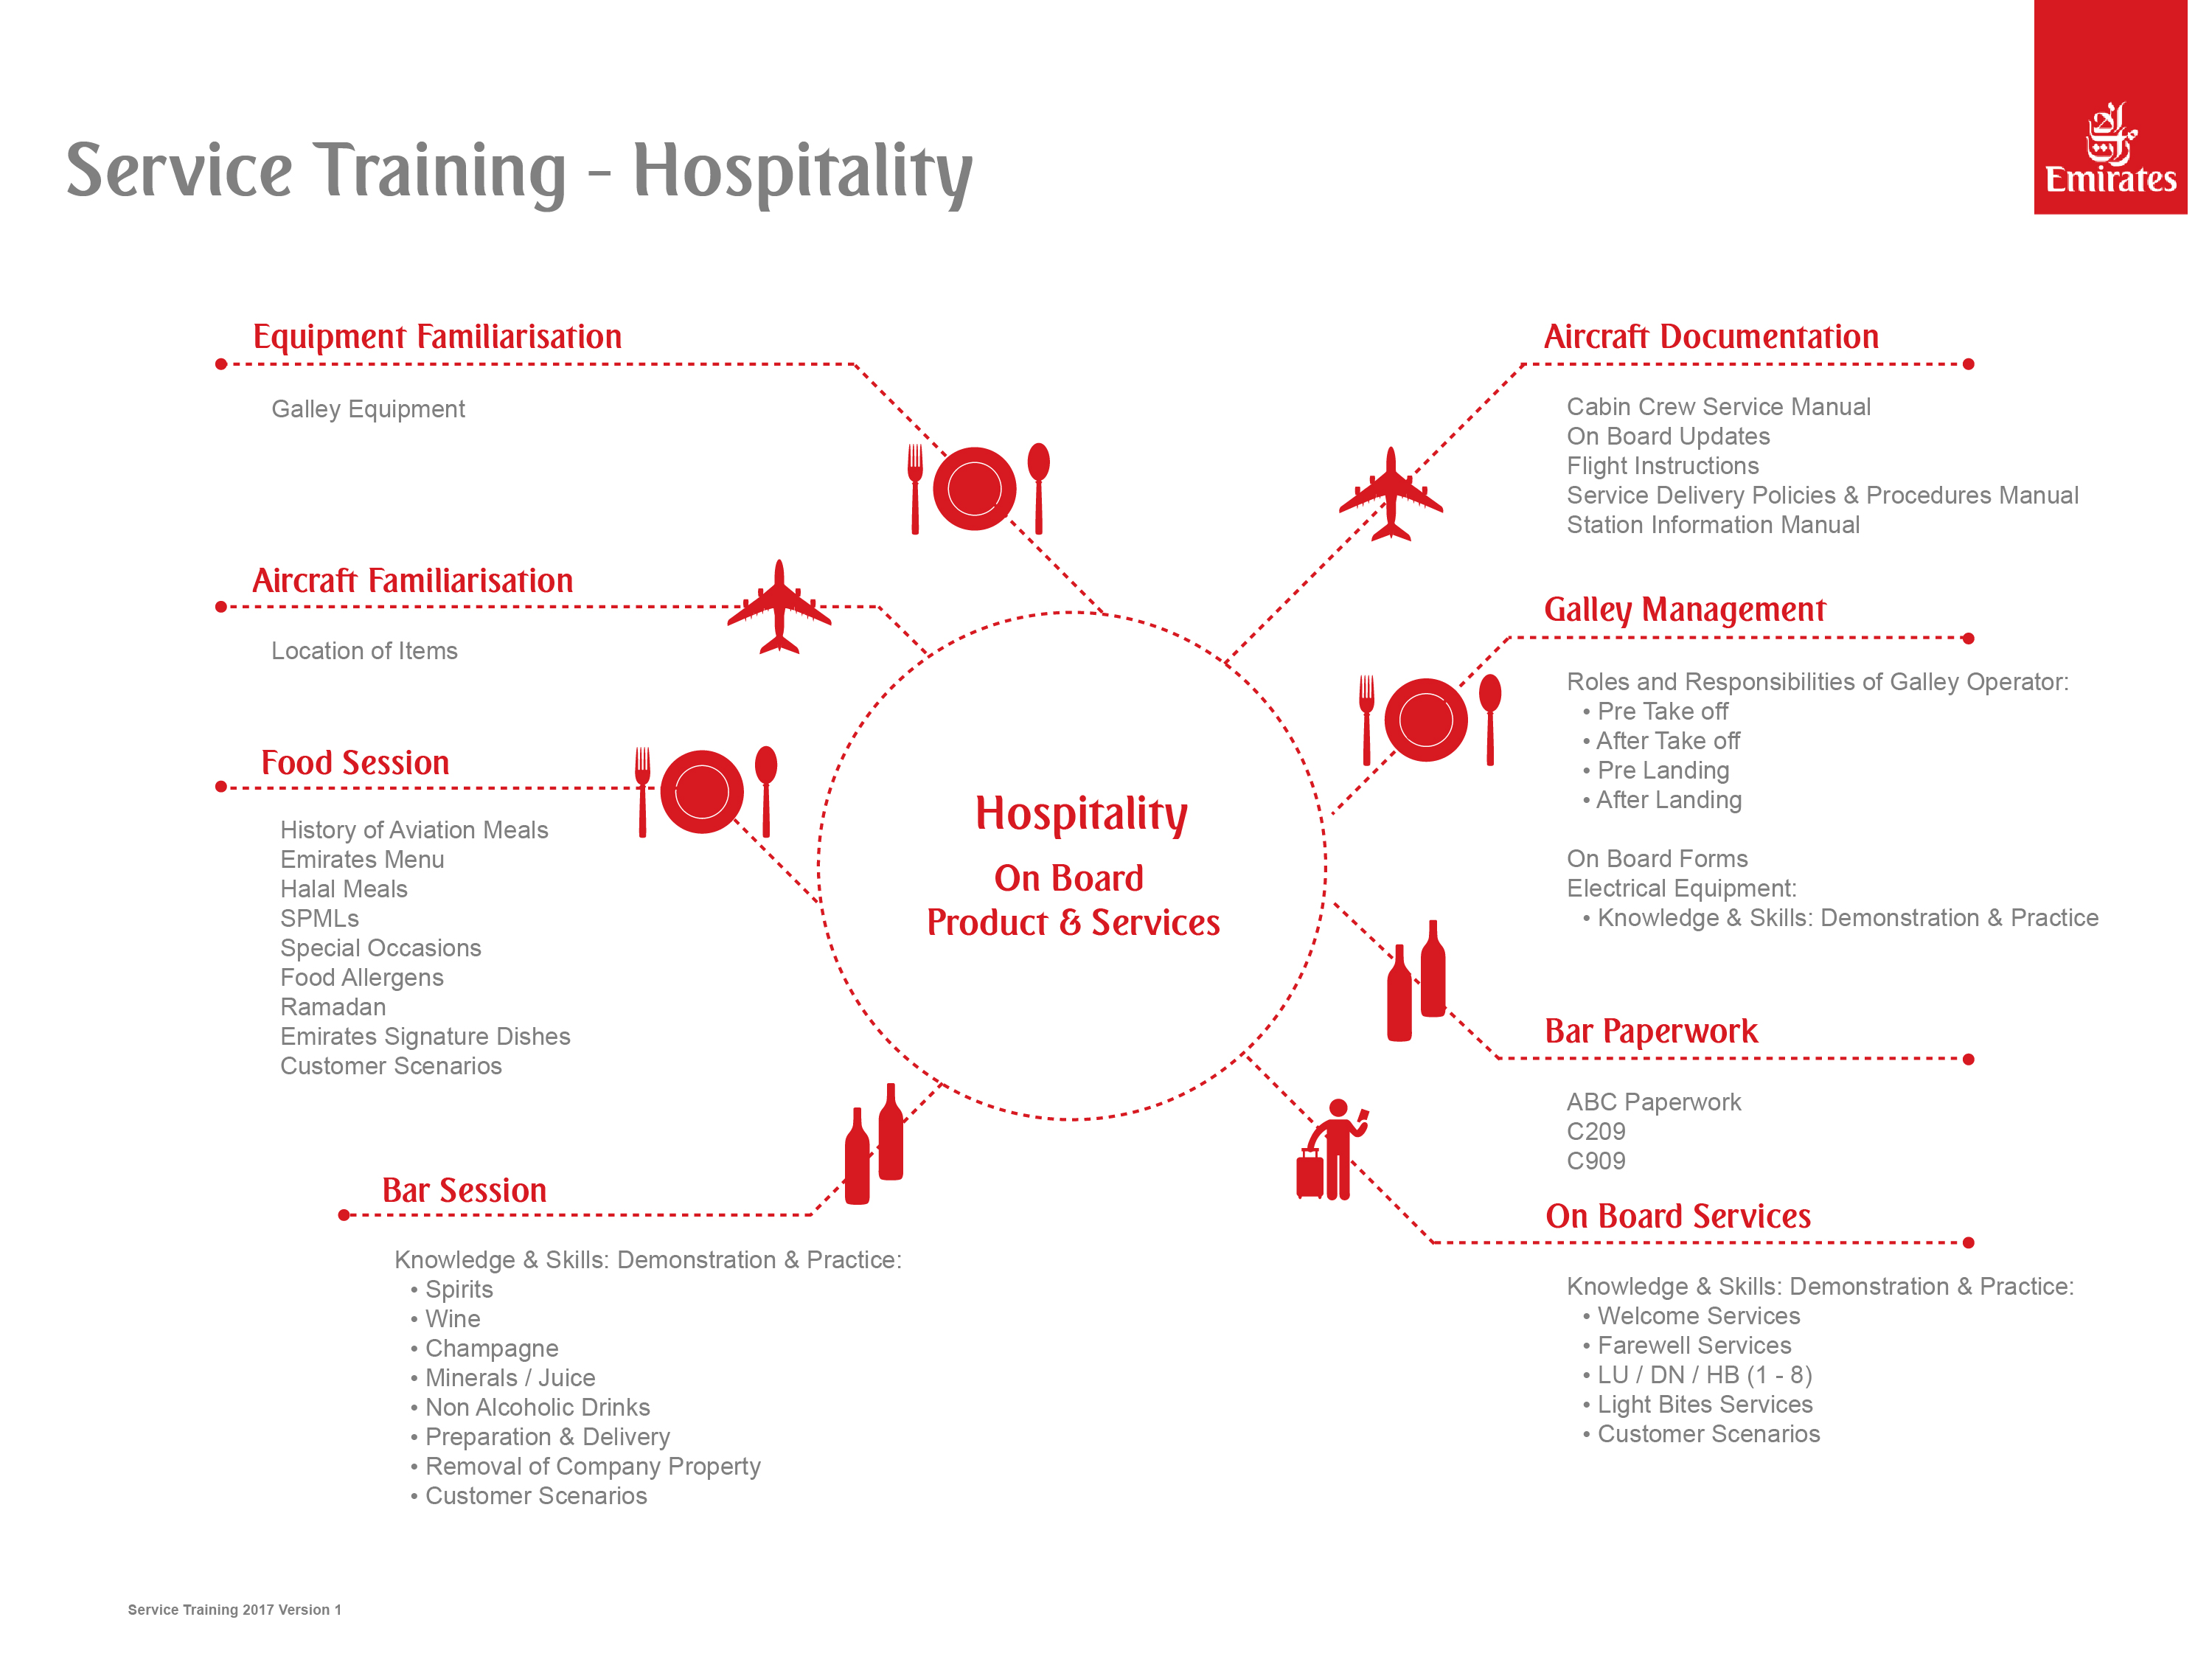 Service Training - Hospitality
Emirates
Equipment Familiarisation
Galley Equipment
Aircraft Familiarisation
Location of Items
Food Session
History of Aviation Meals
Emirates Menu
Halal Meals
SPMLs
Special Occasions
Food Allergens
Ramadan
Emirates Signature Dishes
Customer Scenarios
Bar Session
Knowledge & Skills: Demonstration & Practice:
• Spirits
• Wine
• Champagne
• Minerals / Juice
• Non Alcoholic Drinks
• Preparation & Delivery
• Removal of Company Property
• Customer Scenarios
Hospitality
On Board
Product & Services
Aircraft Documentation
Cabin Crew Service Manual
On Board Updates
Flight Instructions
Service Delivery Policies & Procedures Manual
Station Information Manual
Galley Management
Roles and Responsibilities of Galley Operator:
• Pre Take off
• After Take off
• Pre Landing
• After Landing
On Board Forms
Electrical Equipment:
• Knowledge & Skills: Demonstration & Practice
Bar Paperwork
ABC Paperwork
C209
C909
On Board Services
Knowledge & Skills: Demonstration & Practice:
• Welcome Services
• Farewell Services
• LU / DN / HB (1 - 8)
• Light Bites Services
• Customer Scenarios
Service Training 2017 Version 1